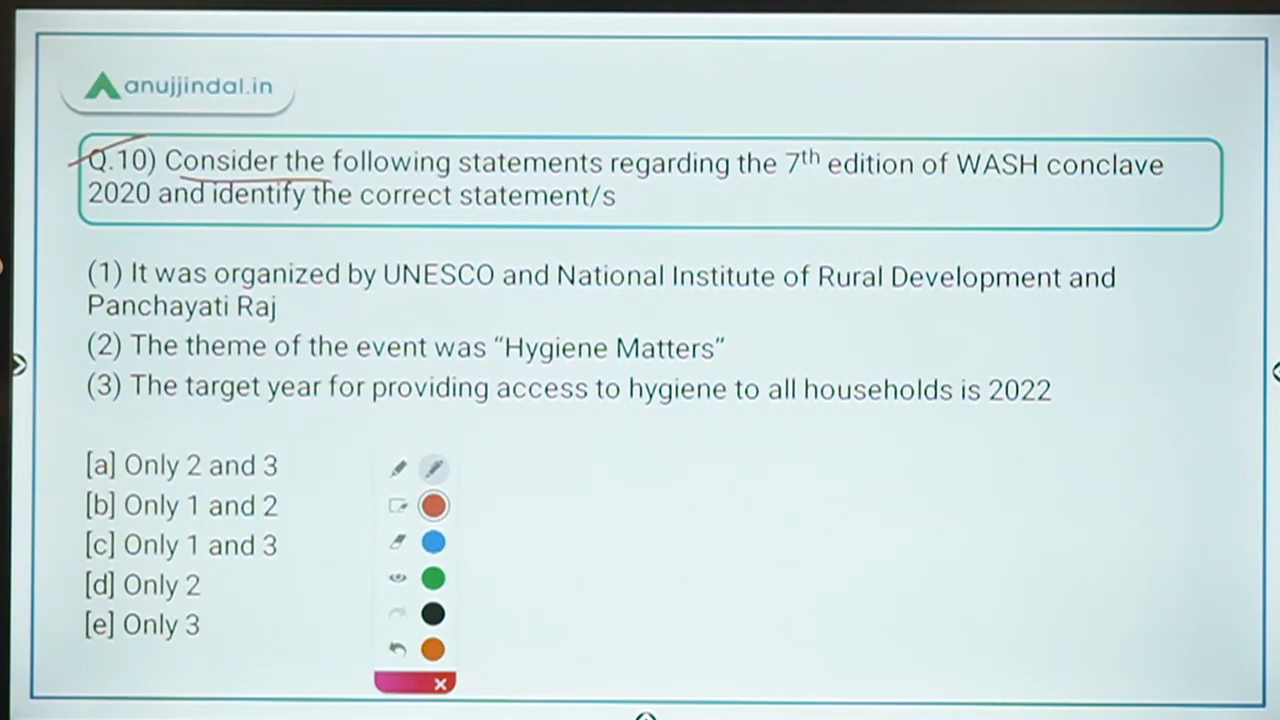 anujjindal.in
Q.10) Consider the following statements regarding the 7th edition of WASH conclave
2020 and identify the correct statement/s
(1) It was organized by UNESCO and National Institute of Rural Development and
Panchayati Raj
(2) The theme of the event was “Hygiene Matters”
(3) The target year for providing access to hygiene to all households is 2022
[a] Only 2 and 3
[b] Only 1 and 2
[c] Only 1 and 3
[d] Only 2
[e] Only 3